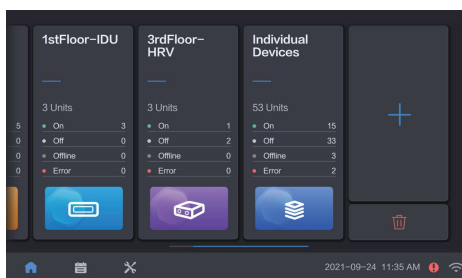 1stFloor-IDU
3 Units
On 3
Off 0
Offline 0
Error 0
3rdFloor-
HRV
3 Units
On 1
Off 2
Offline 0
Error 0
Individual
Devices
53 Units
On 15
Off 33
Offline 3
Error 2
5
0
0
0
2021-09-24 11:35 AM